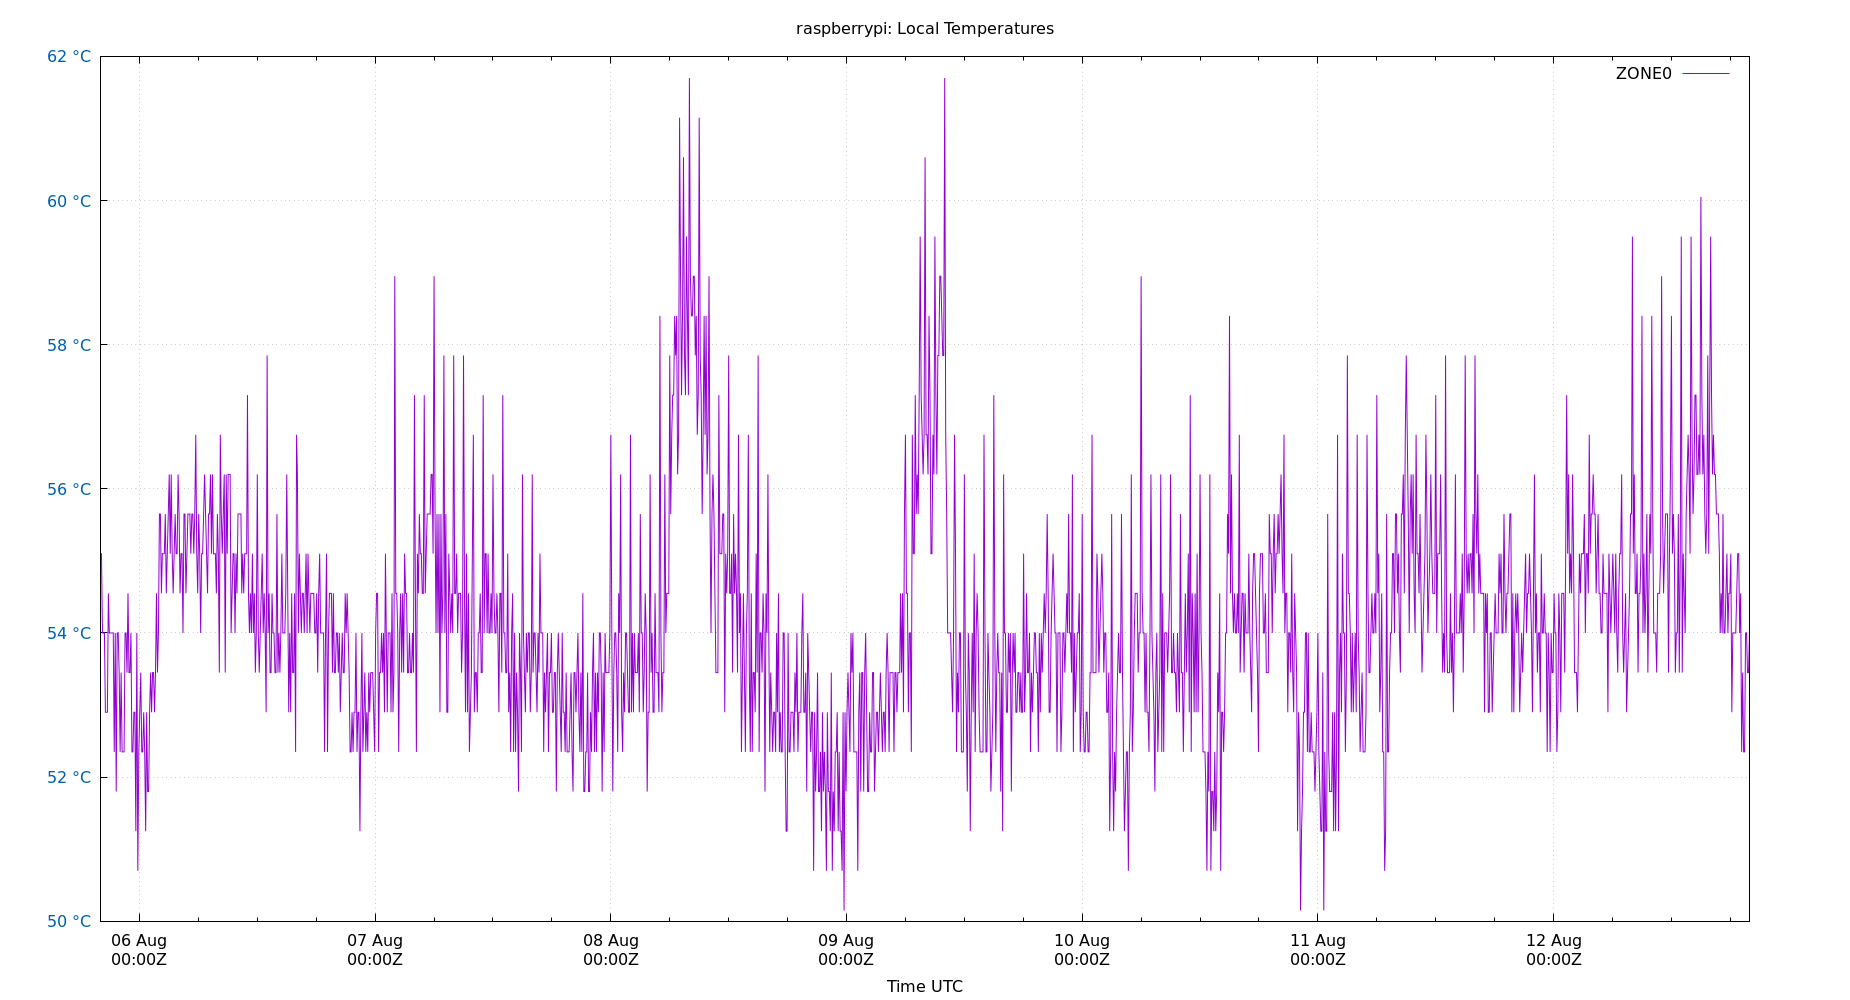 raspberrypi: Local Temperatures
62 °C
ZONE0
60 °C
58 °C
56 °C
54 °C
52 °C
50 °C
06 Aug 07 Aug 08 Aug 09 Aug 10 Aug 11 Aug 12 Aug
00:00Z 00:00Z 00:00Z 00:00Z 00:00Z 00:00Z 00:00Z
Time UTC